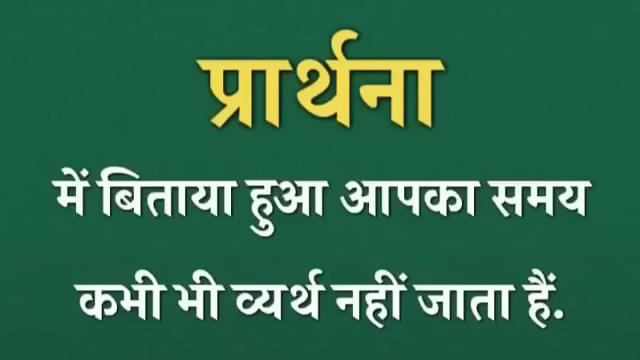 प्रार्थना
में बिताया हुआ आपका समय
कभी भी व्यर्थ नहीं जाता हैं.